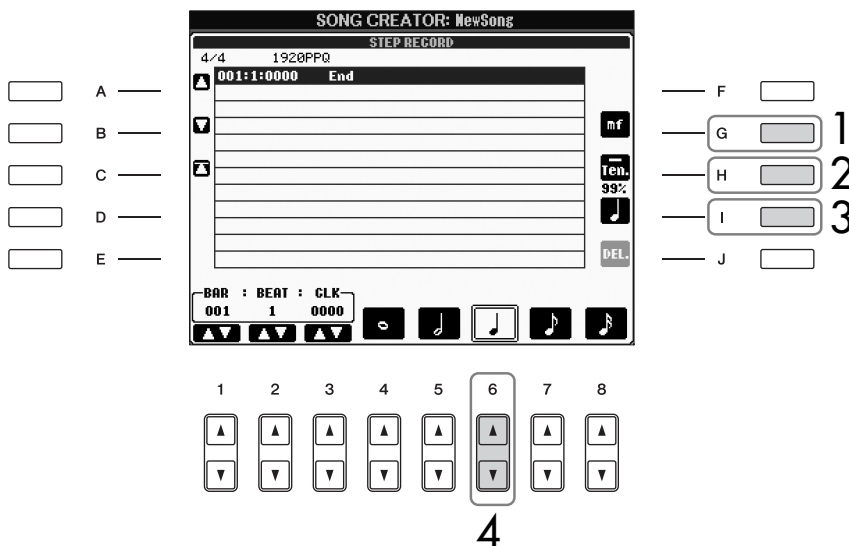 SONG CREATOR: NewSong
STEP RECORD
4/4 1920PPQ
001:1:0000 End
A F
B mf G 1
C Ten. H 2
99%
D I 3
E DEL. J
BAR : BEAT : CLK
001 1 0000
1 2 3 4 5 6 7 8
4